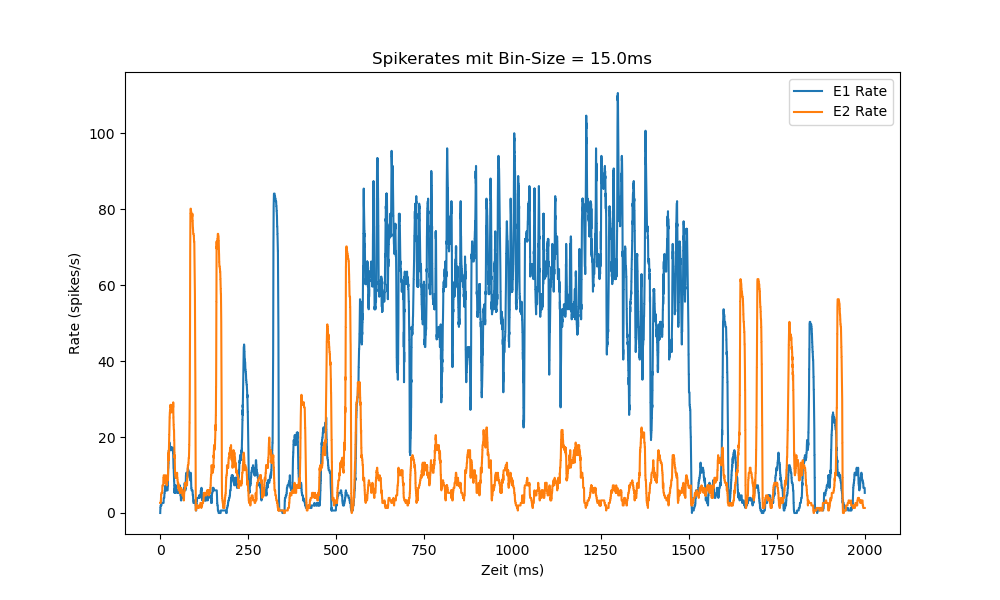 Spikerates mit Bin-Size = 15.0ms
E1 Rate
E2 Rate
Rate (spikes/s)
100
80
60
40
20
0
0 250 500 750 1000 1250 1500 1750 2000
Zeit (ms)